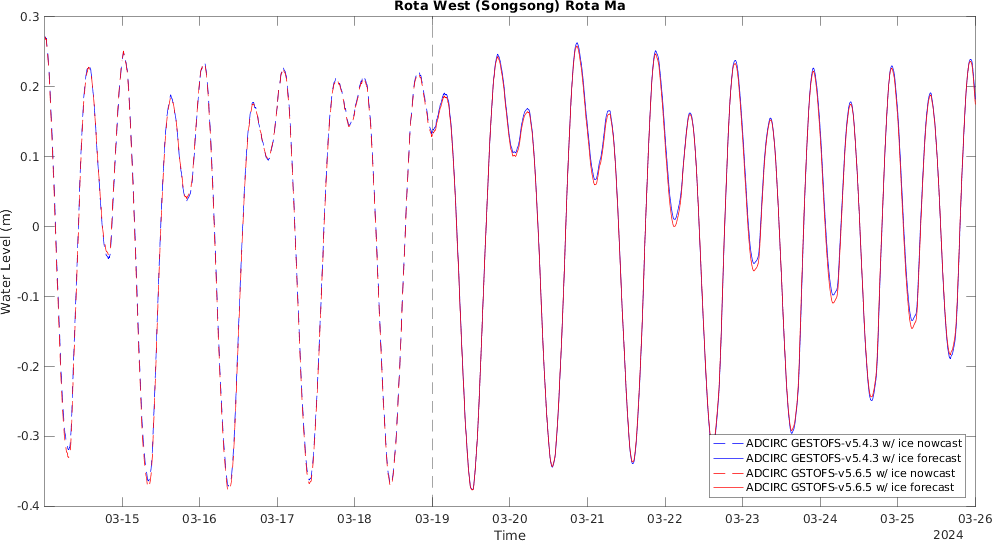 Rota West (Songsong) Rota Ma
0.3
0.2
0.1
0
-0.1
-0.2
-0.3
-0.4
Water Level (m)
ADCIRC GESTOFS-v5.4.3 w/ ice nowcast
ADCIRC GESTOFS-v5.4.3 w/ ice forecast
ADCIRC GSTOFS-v5.6.5 w/ ice nowcast
ADCIRC GSTOFS-v5.6.5 w/ ice forecast
03-15 03-16 03-17 03-18 03-19 03-20 03-21 03-22 03-23 03-24 03-25 03-26
Time
2024